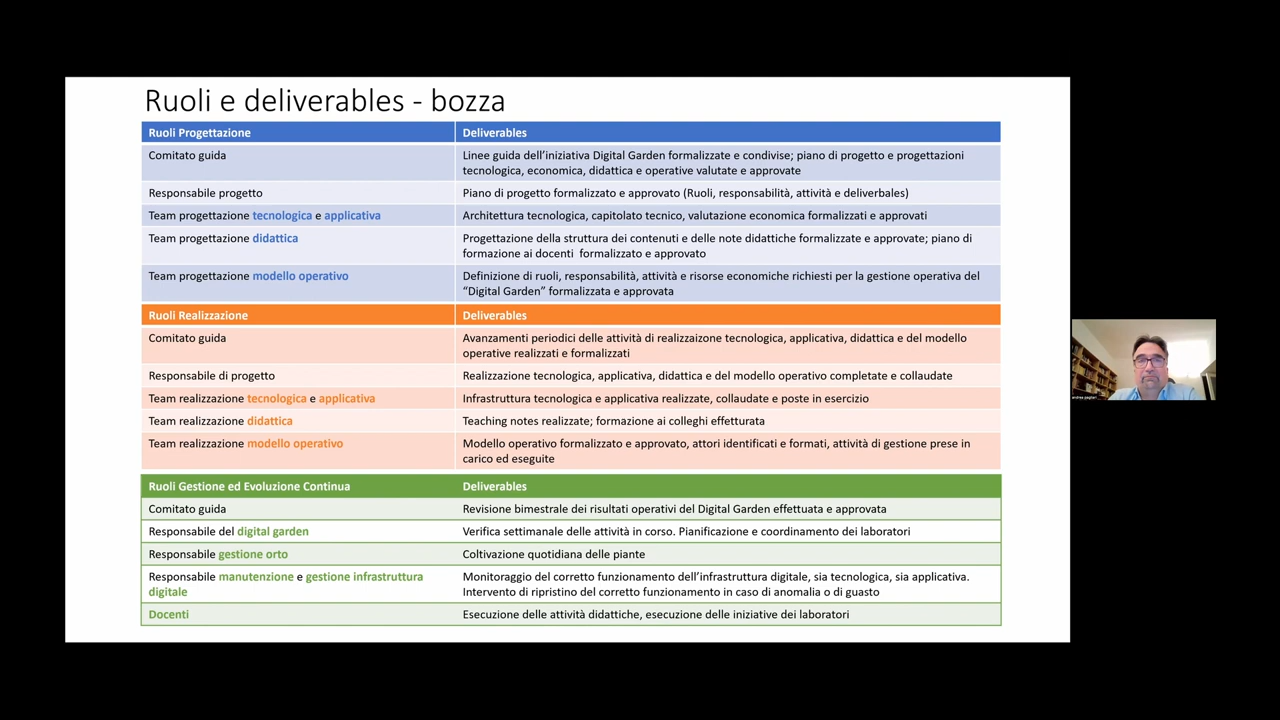 Ruoli e deliverables - bozza
Ruoli Progettazione
Deliverables
Comitato guida
Linee guida dell'iniziativa Digital Garden formalizzate e condivise; piano di progetto e progettazioni
tecnologica, economica, didattica e operative valutate e approvate
Responsabile progetto
Piano di progetto formalizzato e approvato (Ruoli, responsabilità, attività e deliverbales)
Team progettazione tecnologica e applicativa
Architettura tecnologica, capitolato tecnico, valutazione economica formalizzati e approvati
Team progettazione didattica
Progettazione della struttura dei contenuti e delle note didattiche formalizzate e approvate; piano di
formazione ai docenti formalizzato e approvato
Team progettazione modello operativo
Definizione di ruoli, responsabilità, attività e risorse economiche richiesti per la gestione operativa del
“Digital Garden” formalizzata e approvata
Ruoli Realizzazione
Deliverables
Comitato guida
Avanzamenti periodici delle attività di realizzaizone tecnologica, applicativa, didattica e del modello
operative realizzati e formalizzati
Responsabile di progetto
Realizzazione tecnologica, applicativa, didattica e del modello operativo completate e collaudate
Team realizzazione tecnologica e applicativa
Infrastruttura tecnologica e applicativa realizzate, collaudate e poste in esercizio
Team realizzazione didattica
Teaching notes realizzate; formazione ai colleghi effetturata
Team realizzazione modello operativo
Modello operativo formalizzato e approvato, attori identificati e formati, attività di gestione prese in
carico ed eseguite
Ruoli Gestione ed Evoluzione Continua
Deliverables
Comitato guida
Revisione bimestrale dei risultati operativi del Digital Garden effettuata e approvata
Responsabile del digital garden
Verifica settimanale delle attività in corso. Pianificazione e coordinamento dei laboratori
Responsabile gestione orto
Coltivazione quotidiana delle piante
Responsabile manutenzione e gestione infrastruttura
digitale
Monitoraggio del corretto funzionamento dell'infrastruttura digitale, sia tecnologica, sia applicativa.
Intervento di ripristino del corretto funzionamento in caso di anomalia o di guasto
Docenti
Esecuzione delle attività didattiche, esecuzione delle iniziative dei laboratori